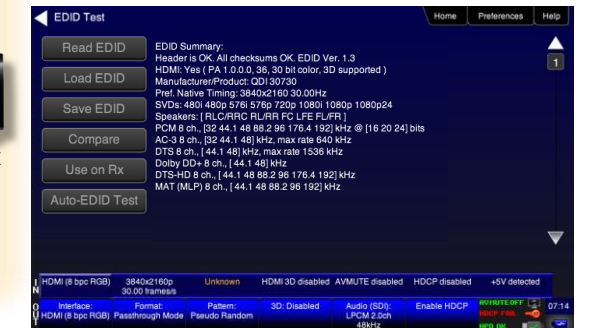 EDID Test
Home
Preferences
Help
Read EDID
Load EDID
Save EDID
Compare
Use on Rx
Auto-EDID Test
EDID Summary:
Header is OK. All checksums OK. EDID Ver. 1.3
HDMI: Yes ( PA 1.0.0.0, 36, 30 bit color, 3D supported )
Manufacturer/Product: QDI 30730
Pref. Native Timing: 3840x2160 30.00Hz
SVDs: 480i 480p 576i 576p 720p 1080i 1080p 1080p24
Speakers: [ RLC/RRC RL/RR FC LFE FL/FR ]
PCM 8 ch., [32 44.1 48 88.2 96 176.4 192] kHz @ [16 20 24] bits
AC-3 8 ch., [ 44.1 48] kHz, max rate 640 kHz
DTS 8 ch., [ 44.1 48] kHz, max rate 1536 kHz
Dolby DD+ 8 ch., [ 44.1 48] kHz
DTS-HD 8 ch., [ 44.1 48 88.2 96 176.4 192] kHz
MAT (MLP) 8 ch., [ 44.1 48 88.2 96 192] kHz
1
IN
HDMI (8 bpc RGB)
3840x2160p
30.00 frames/s
Unknown
HDMI 3D disabled
AVMUTE disabled
HDCP disabled
+5V detected
OUT
Interface:
HDMI (8 bpc RGB)
Format:
Passthrough Mode
Pattern:
Pseudo Random
3D: Disabled
Audio (SDI):
LPCM 2.0ch
48kHz
Enable HDCP
AVMUTE OFF
HDCP FAIL
HPD OK
07:14